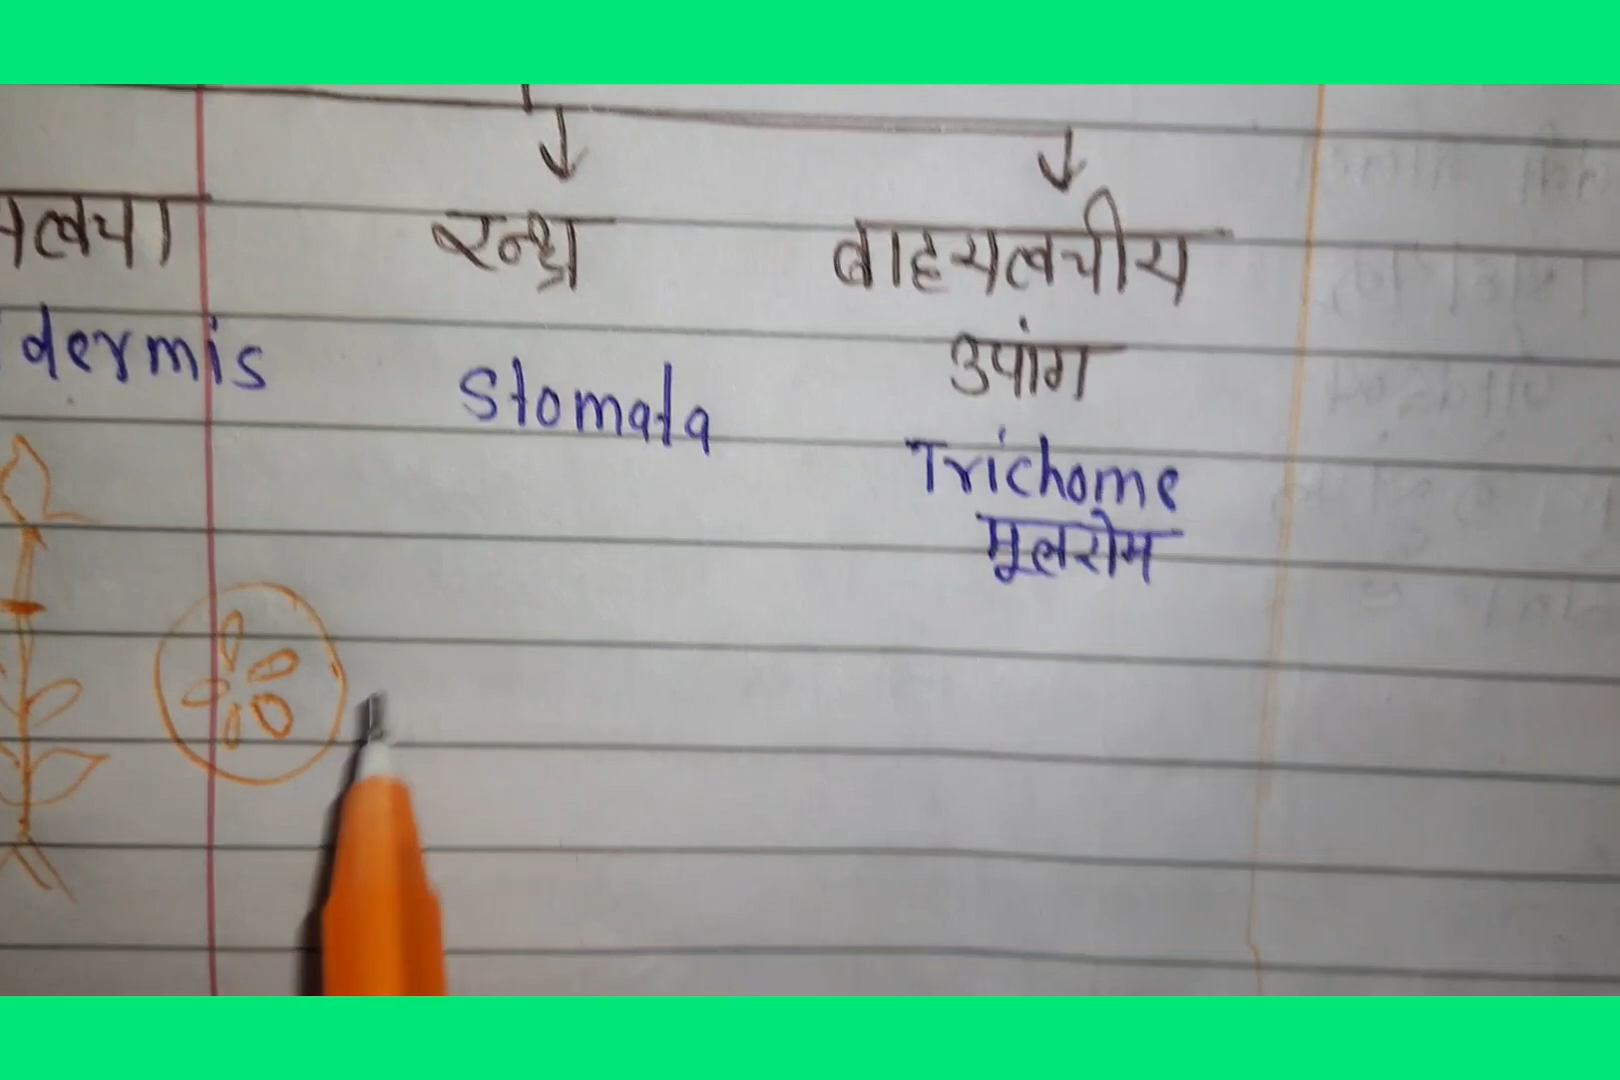 रन्ध्र
बाह्यत्वचीय
उपांग
dermis
Stomata
Trichome
मूलरोम